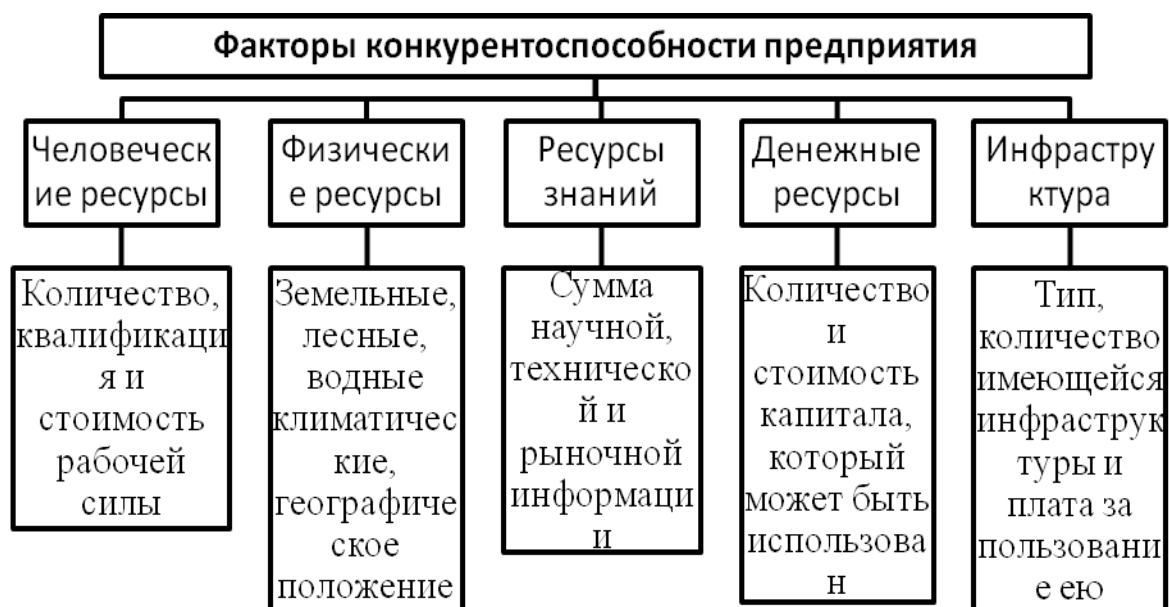 Факторы конкурентоспособности предприятия
Человеческ
ие ресурсы
Физически
е ресурсы
Ресурсы
знаний
Денежные
ресурсы
Инфрастру
ктура
Количество,
квалификаци
я и
стоимость
рабочей
силы
Земельные,
лесные,
водные
климатичес
кие,
географиче
ское
положение
Сумма
научной,
техническо
й и
рыночной
информаци
и
Количество
и
стоимость
капитала,
который
может быть
использова
н
Тип,
количество
имеющейся
инфраструк
туры и
плата за
пользовани
е ею